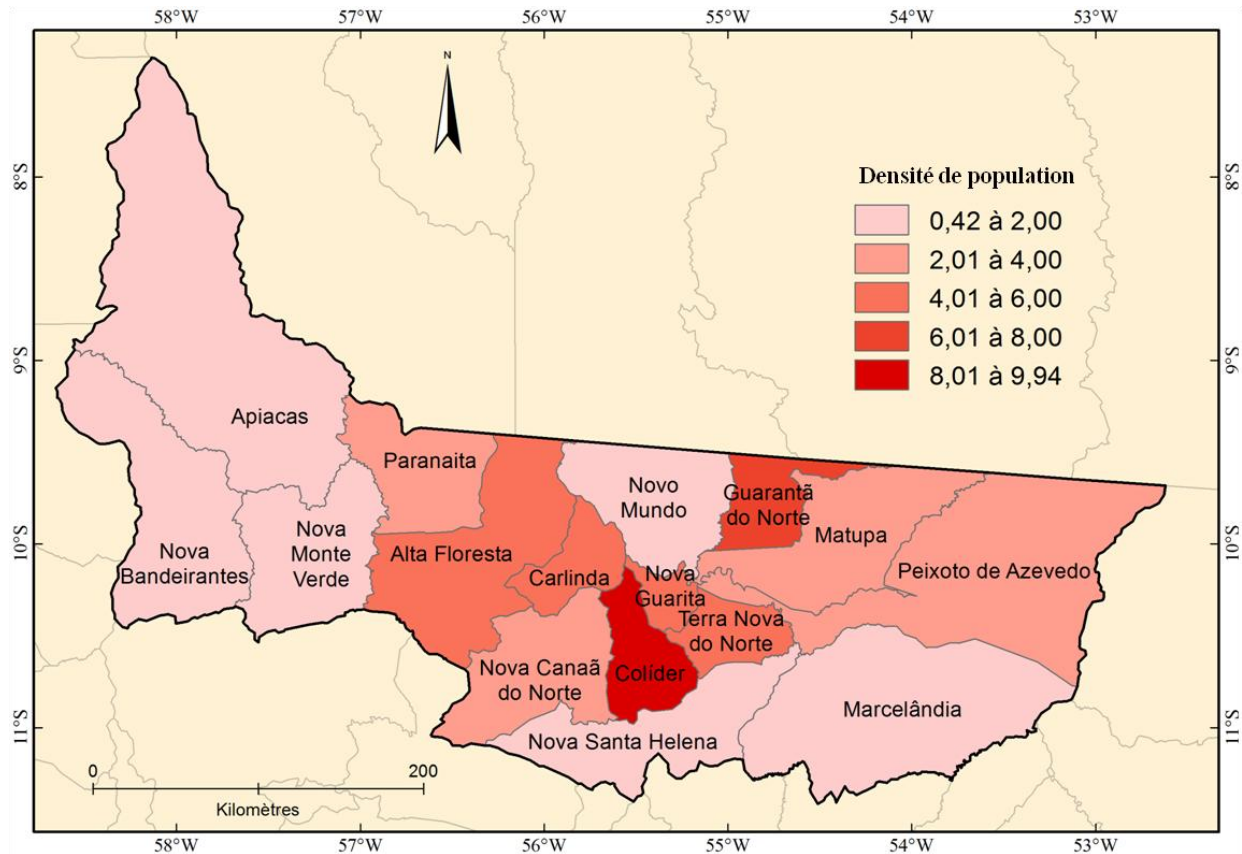 58°W 57°W 56°W 55°W 54°W 53°W
N
8°S 8°S
Densité de population
0,42 à 2,00
2,01 à 4,00
4,01 à 6,00
6,01 à 8,00
8,01 à 9,94
9°S 9°S
Apiacas
Paranaita
Novo
Mundo
Guarantã
do Norte
Matupa
Nova
Monte
Verde
Alta Floresta
Nova
Bandeirantes
Carlinda
Nova
Guarita
Peixoto de Azevedo
10°S 10°S
Terra Nova
do Norte
Nova Canaã
do Norte
Colíder
Marcelândia
Nova Santa Helena
11°S 11°S
0 200
Kilomètres
58°W 57°W 56°W 55°W 54°W 53°W